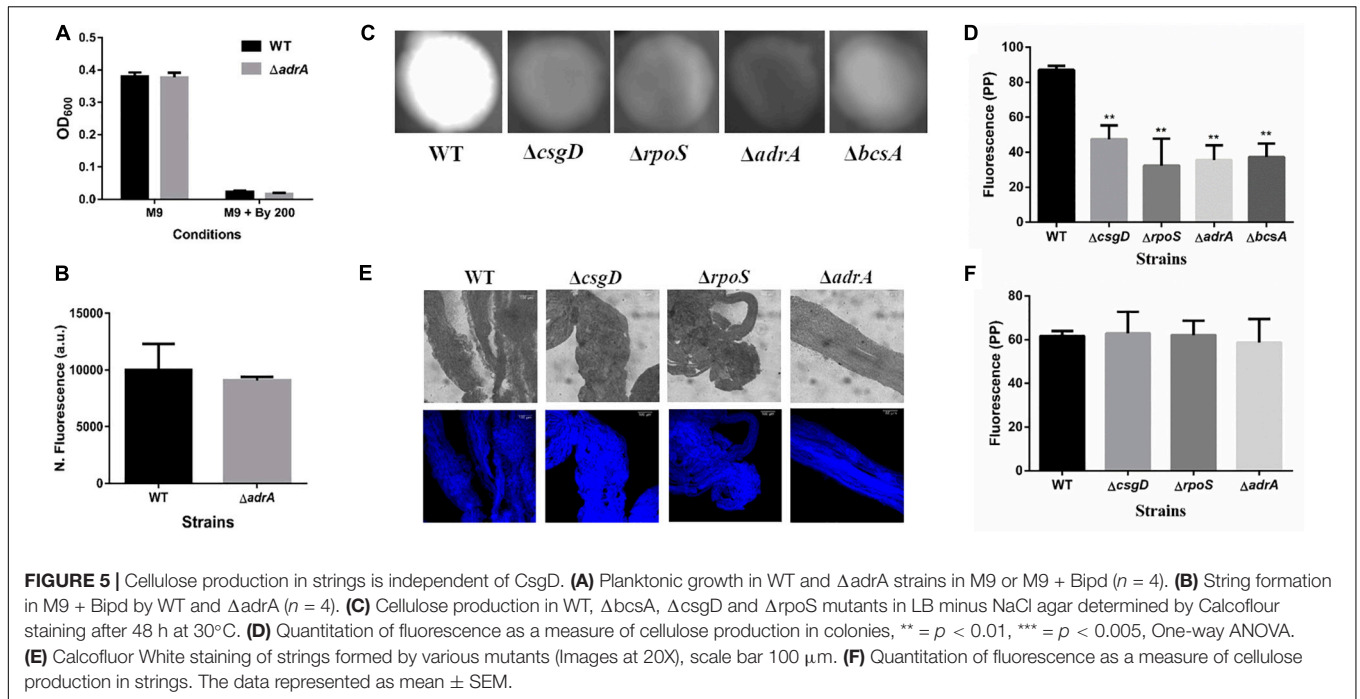 A
WT
ΔadrA
OD600
0.5
0.4
0.3
0.2
0.1
0.0
M9
M9 + By 200
Conditions
B
N. Fluorescence (a.u.)
15000
10000
5000
0
WT
ΔadrA
Strains
C
WT
ΔcsgD
ΔrpoS
ΔadrA
ΔbcsA
D
Fluorescence (PP)
100
80
60
40
20
0
**
**
**
**
WT
ΔcsgD
ΔrpoS
ΔadrA
ΔbcsA
Strains
E
WT
ΔcsgD
ΔrpoS
ΔadrA
F
Fluorescence (PP)
80
60
40
20
0
WT
ΔcsgD
ΔrpoS
ΔadrA
Strains
FIGURE 5 | Cellulose production in strings is independent of CsgD. (A) Planktonic growth in WT and ΔadrA strains in M9 or M9 + Bipd (n = 4). (B) String formation
in M9 + Bipd by WT and ΔadrA (n = 4). (C) Cellulose production in WT, ΔbcsA, ΔcsgD and ΔrpoS mutants in LB minus NaCl agar determined by Calcoflour
staining after 48 h at 30°C. (D) Quantitation of fluorescence as a measure of cellulose production in colonies, ** = p < 0.01, *** = p < 0.005, One-way ANOVA.
(E) Calcofluor White staining of strings formed by various mutants (Images at 20X), scale bar 100 μm. (F) Quantitation of fluorescence as a measure of cellulose
production in strings. The data represented as mean ± SEM.